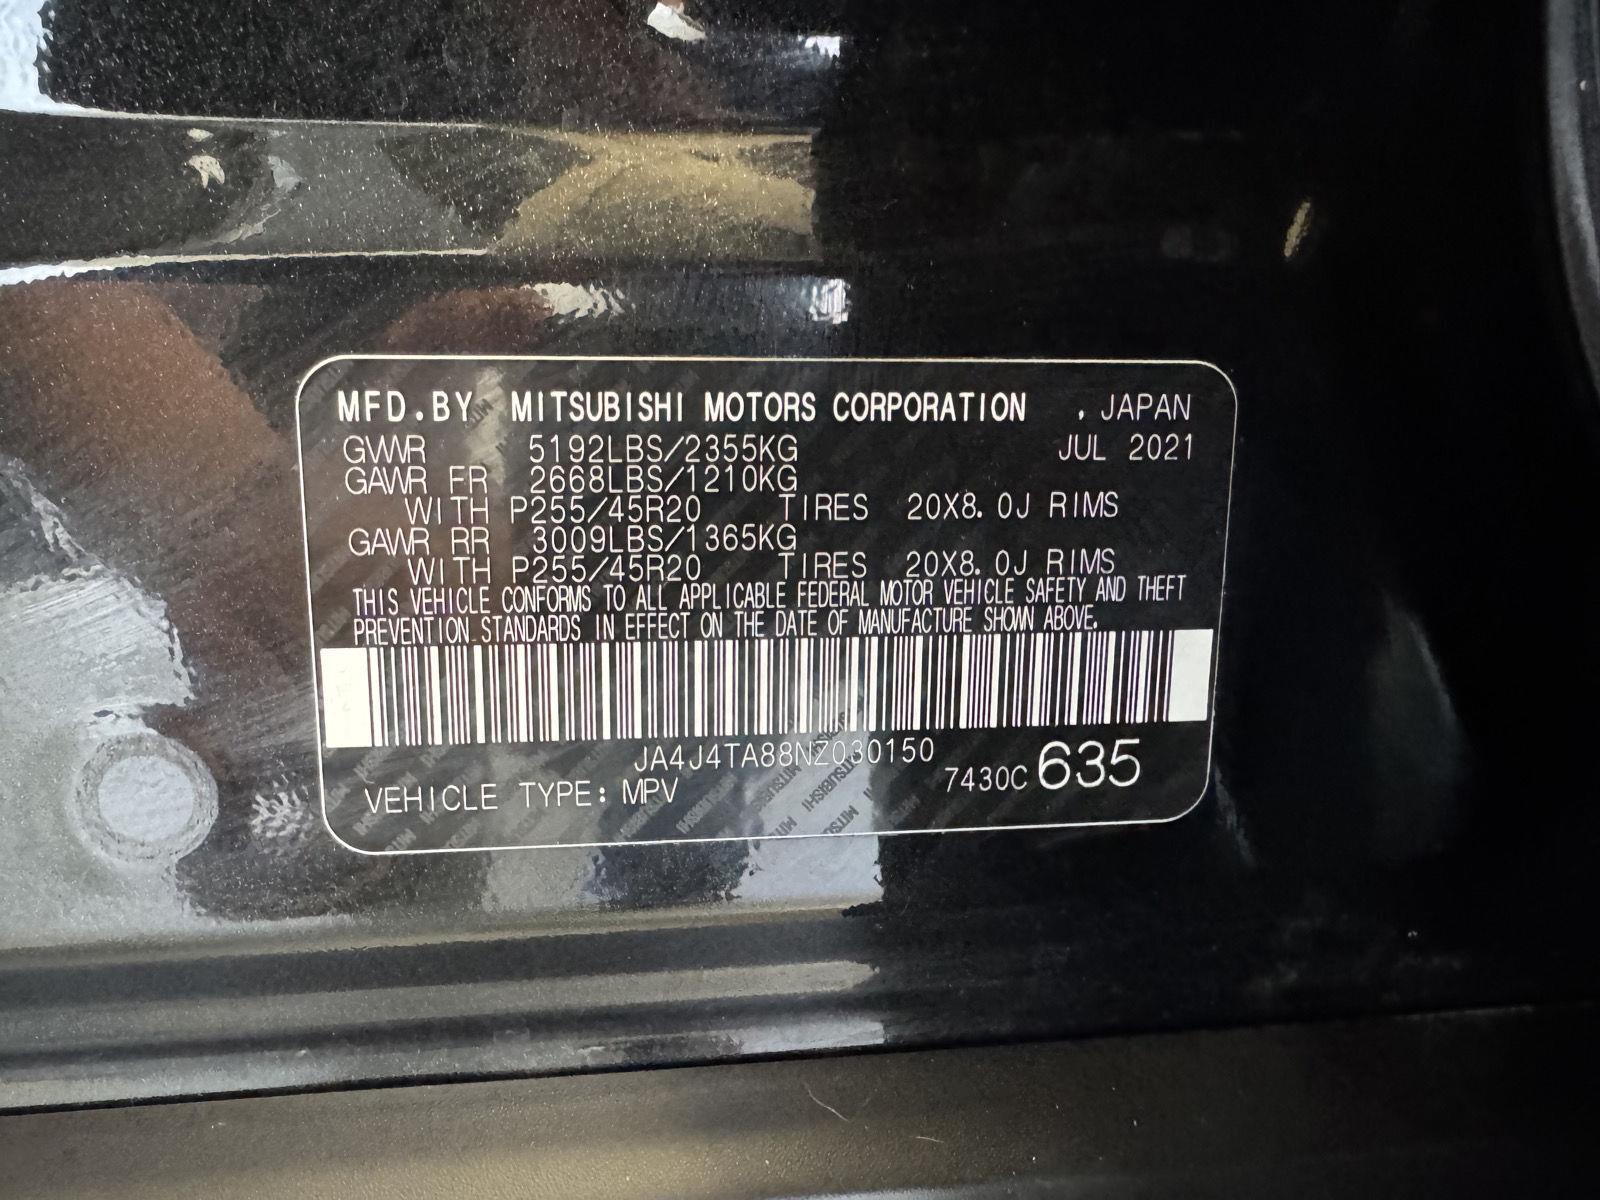 MFD.BY MITSUBISHI MOTORS CORPORATION , JAPAN
GVWR 5192LBS/2355KG JUL 2021
GAWR FR 2668LBS/1210KG
WITH P255/45R20 TIRES 20X8.0J RIMS
GAWR RR 3009LBS/1365KG
WITH P255/45R20 TIRES 20X8.0J RIMS
THIS VEHICLE CONFORMS TO ALL APPLICABLE FEDERAL MOTOR VEHICLE SAFETY AND THEFT
PREVENTION STANDARDS IN EFFECT ON THE DATE OF MANUFACTURE SHOWN ABOVE.
JA4J4TA88NZ030150
7430C 635
VEHICLE TYPE: MPV